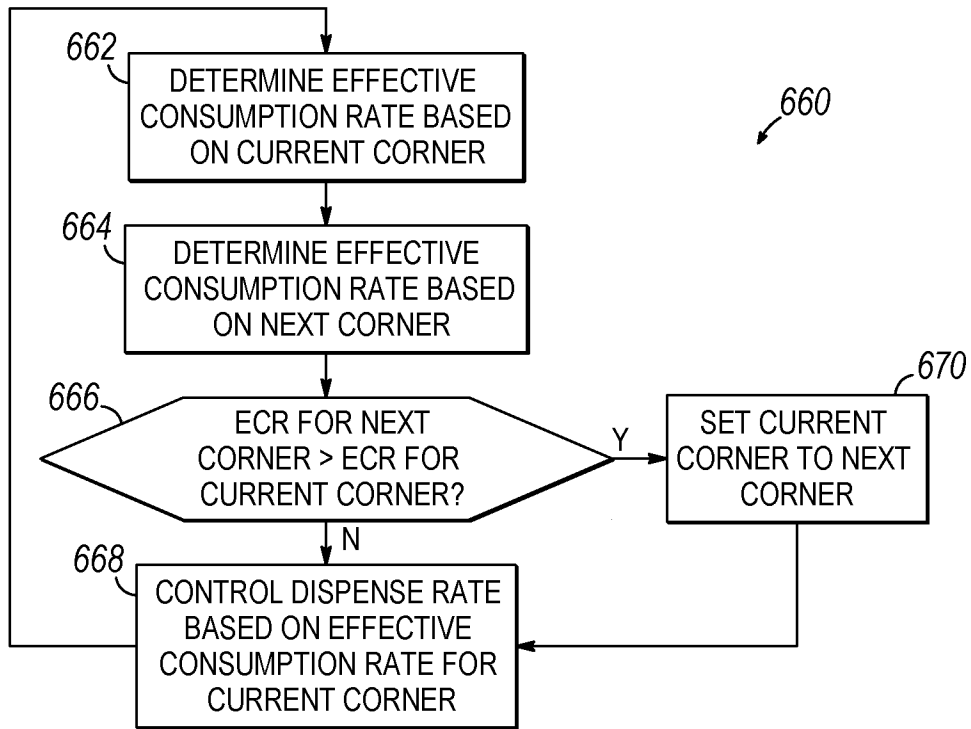 662
DETERMINE EFFECTIVE
CONSUMPTION RATE BASED
ON CURRENT CORNER
660
664
DETERMINE EFFECTIVE
CONSUMPTION RATE BASED
ON NEXT CORNER
666
ECR FOR NEXT
CORNER > ECR FOR
CURRENT CORNER?
Y
N
670
SET CURRENT
CORNER TO NEXT
CORNER
668
CONTROL DISPENSE RATE
BASED ON EFFECTIVE
CONSUMPTION RATE FOR
CURRENT CORNER